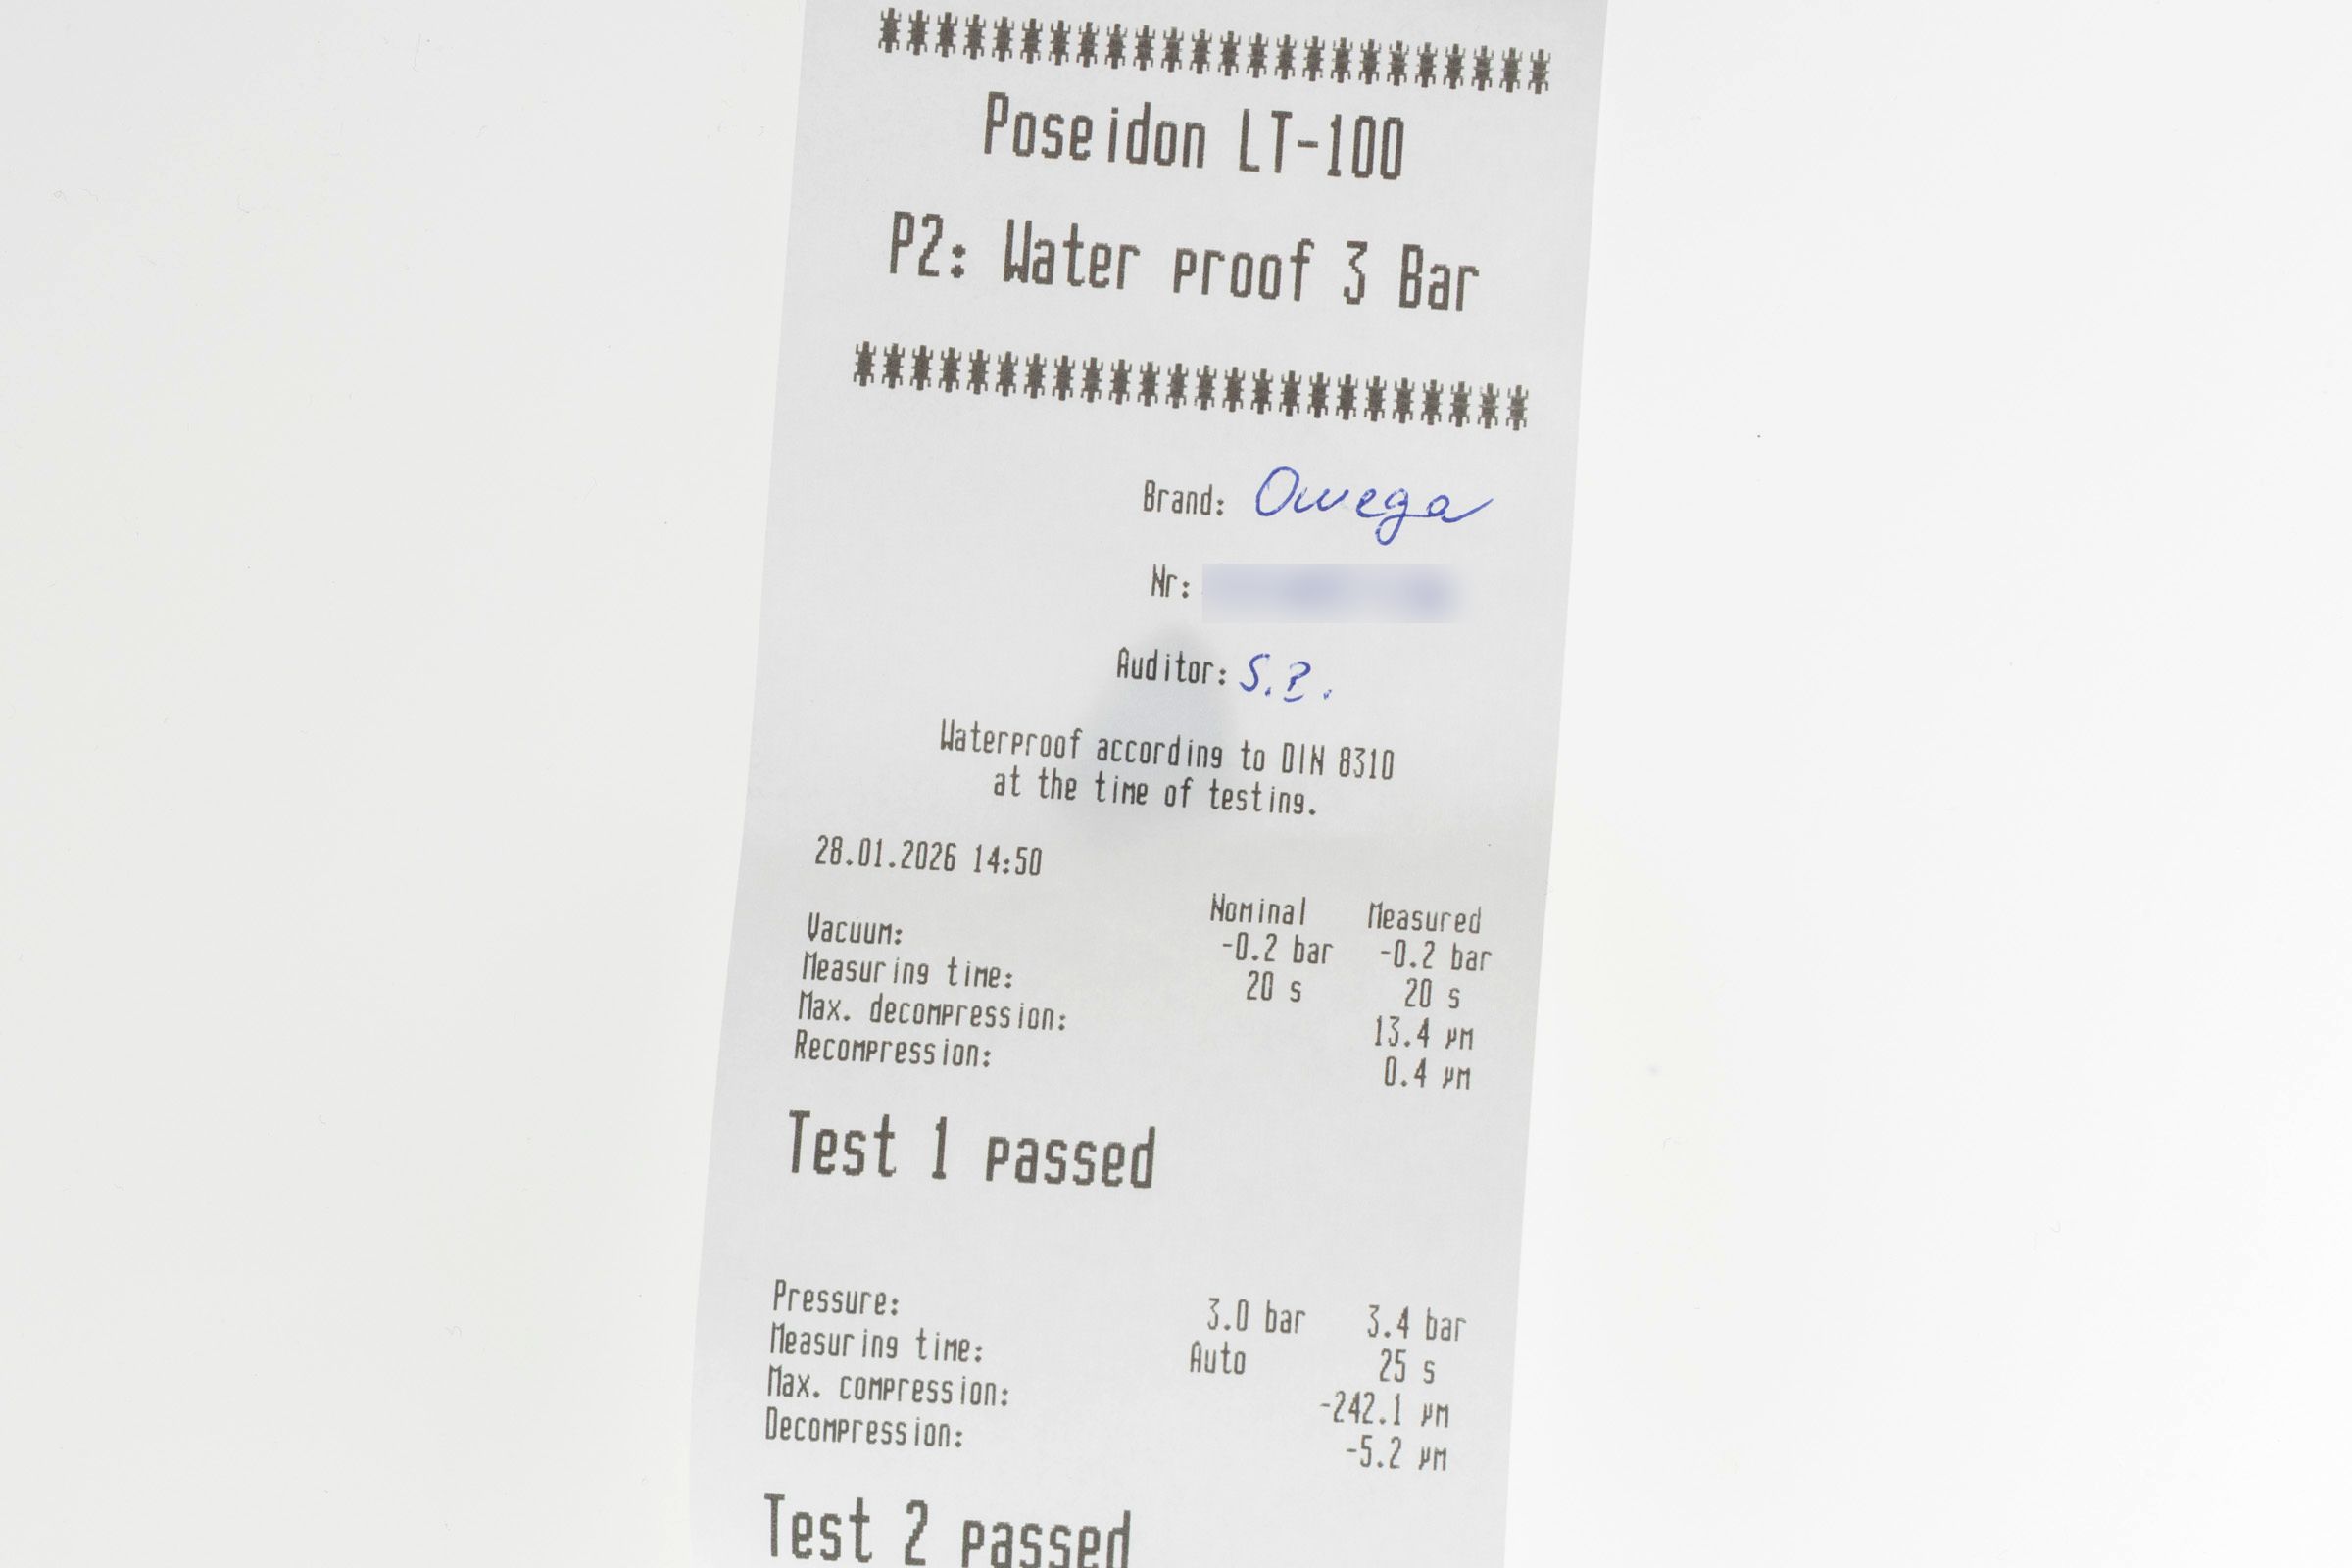 ************************
Poseidon LT-100
P2: Water proof 3 Bar
************************
Brand: Omega
Nr:
Auditor: S.
Waterproof according to DIN 8310
at the time of testing.
28.01.2026 14:50
Nominal Measured
Vacuum: -0.2 bar -0.2 bar
Measuring time: 20 s 20 s
Max. decompression: 13.4 µm
Recompression: 0.4 µm
Test 1 passed
Pressure: 3.0 bar 3.4 bar
Measuring time: Auto 25 s
Max. compression: -242.1 µm
Decompression: -5.2 µm
Test 2 passed